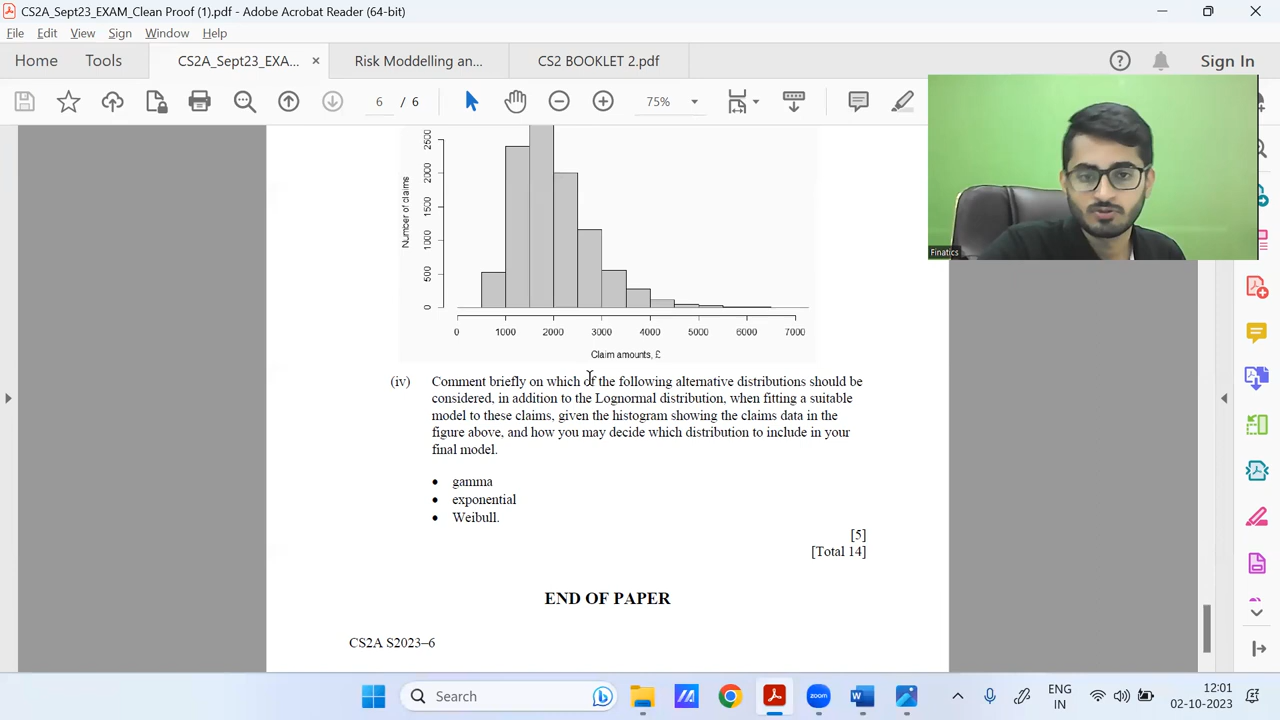 CS2A_Sept23_EXAM_Clean Proof (1).pdf - Adobe Acrobat Reader (64-bit)
File Edit View Sign Window Help
Home Tools CS2A_Sept23_EXA... × Risk Moddelling an... CS2 BOOKLET 2.pdf Sign In
6 / 6 75%
2500
2000
1500
1000
500
0
Number of claims
0 1000 2000 3000 4000 5000 6000 7000
Claim amounts, £
Finatics
(iv) Comment briefly on which of the following alternative distributions should be
considered, in addition to the Lognormal distribution, when fitting a suitable
model to these claims, given the histogram showing the claims data in the
figure above, and how you may decide which distribution to include in your
final model.
• gamma
• exponential
• Weibull.
[5]
[Total 14]
END OF PAPER
CS2A S2023–6
Search
ENG
IN
12:01
02-10-2023
zoom